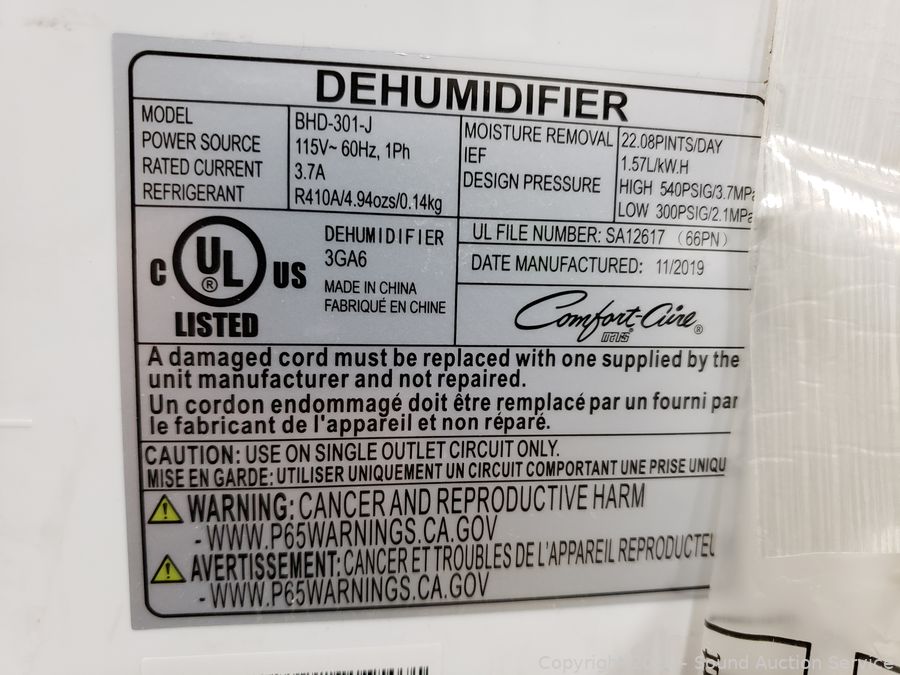 DEHUMIDIFIER
MODEL BHD-301-J
POWER SOURCE 115V~ 60Hz, 1Ph
RATED CURRENT 3.7A
REFRIGERANT R410A/4.94ozs/0.14kg
MOISTURE REMOVAL 22.08PINTS/DAY
IEF 1.57L/kW.H
DESIGN PRESSURE HIGH 540PSIG/3.7MPa
LOW 300PSIG/2.1MPa
C UL ® US
LISTED
DEHUMIDIFIER
3GA6
MADE IN CHINA
FABRIQUÉ EN CHINE
UL FILE NUMBER: SA12617 (66PN)
DATE MANUFACTURED: 11/2019
Comfort-Aire ®
A damaged cord must be replaced with one supplied by the
unit manufacturer and not repaired.
Un cordon endommagé doit être remplacé par un fourni par
le fabricant de l'appareil et non réparé.
CAUTION: USE ON SINGLE OUTLET CIRCUIT ONLY.
MISE EN GARDE: UTILISER UNIQUEMENT UN CIRCUIT COMPORTANT UNE PRISE UNIQU
WARNING: CANCER AND REPRODUCTIVE HARM
- WWW.P65WARNINGS.CA.GOV
AVERTISSEMENT: CANCER ET TROUBLES DE L'APPAREIL REPRODUCTEU
- WWW.P65WARNINGS.CA.GOV
Copyright - Sound Auction Service